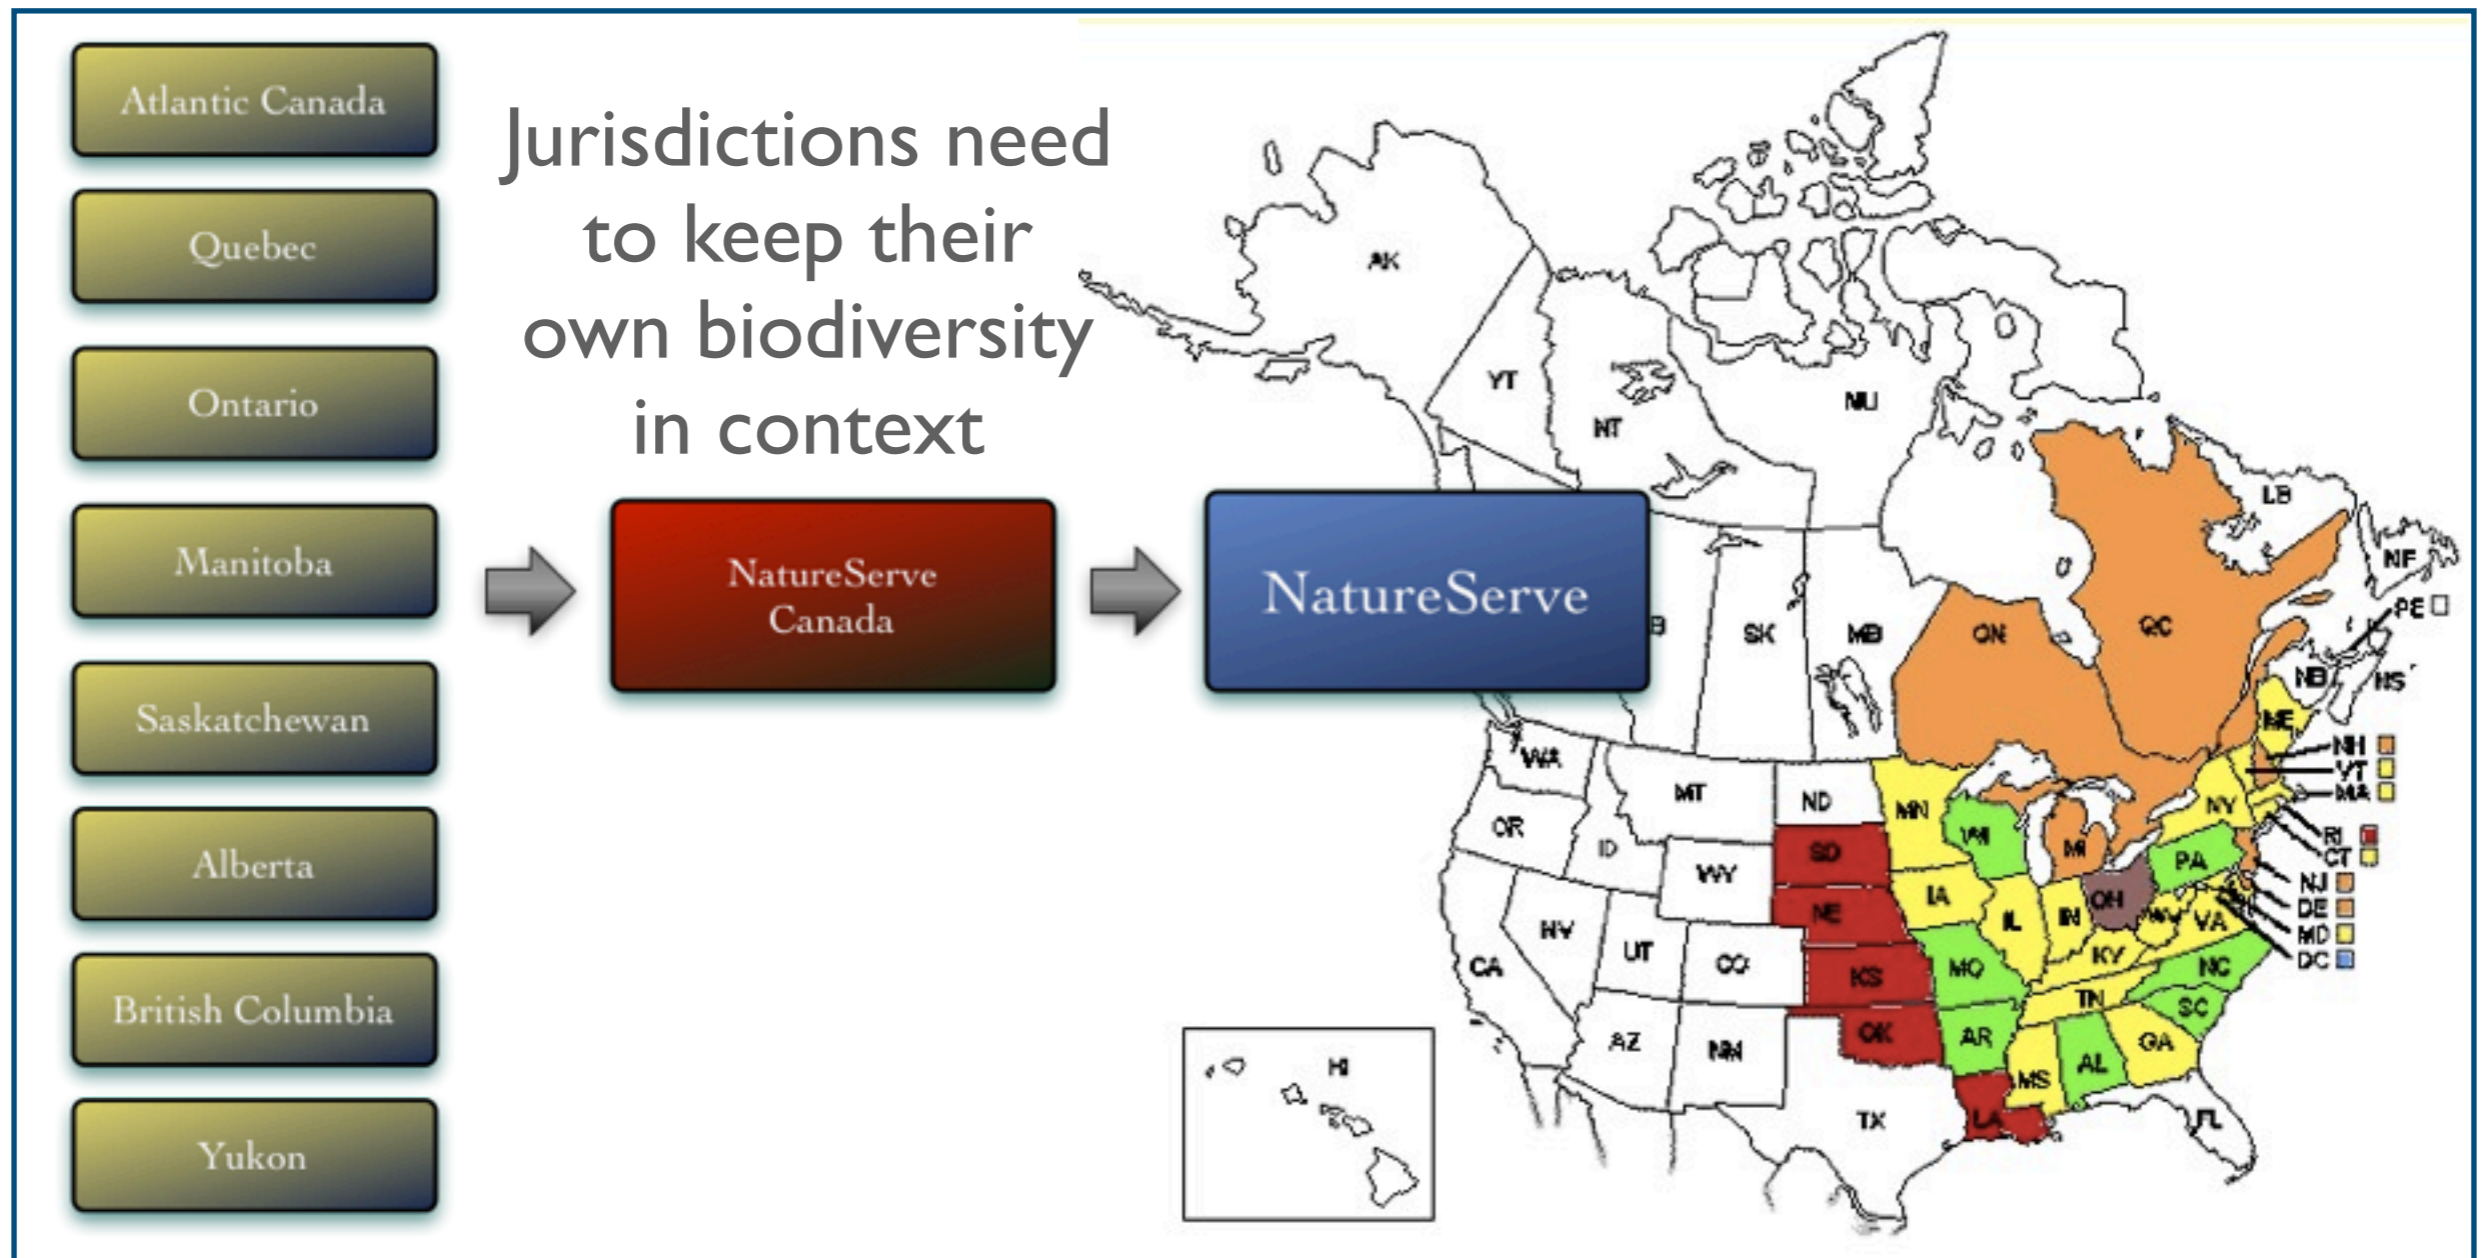 Atlantic Canada
Quebec
Ontario
Manitoba
Saskatchewan
Alberta
British Columbia
Yukon
Jurisdictions need
to keep their
own biodiversity
in context
NatureServe
Canada
NatureServe
AK
YT
NT
NU
LB
NF
PE
B
SK
MB
ON
QC
NB
NS
ME
NH
VT
MA
WA
MT
ND
MN
NY
OR
ID
WI
MI
RI
CT
SD
PA
WY
NJ
IA
NE
OH
DE
IL
IN
WV
VA
MD
NV
UT
CO
KY
DC
CA
KS
MO
NC
TN
SC
AZ
NM
OK
AR
GA
HI
MS
AL
TX
LA
FL